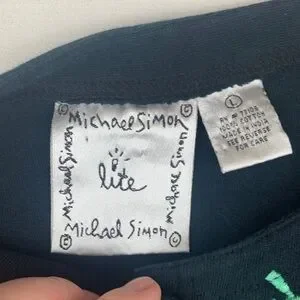 © Michael Simon ©
Michael Simon
lite
Michael Simon
© Michael Simon ©
L
100% COTTON
MADE IN INDIA
SEE REVERSE
FOR CARE